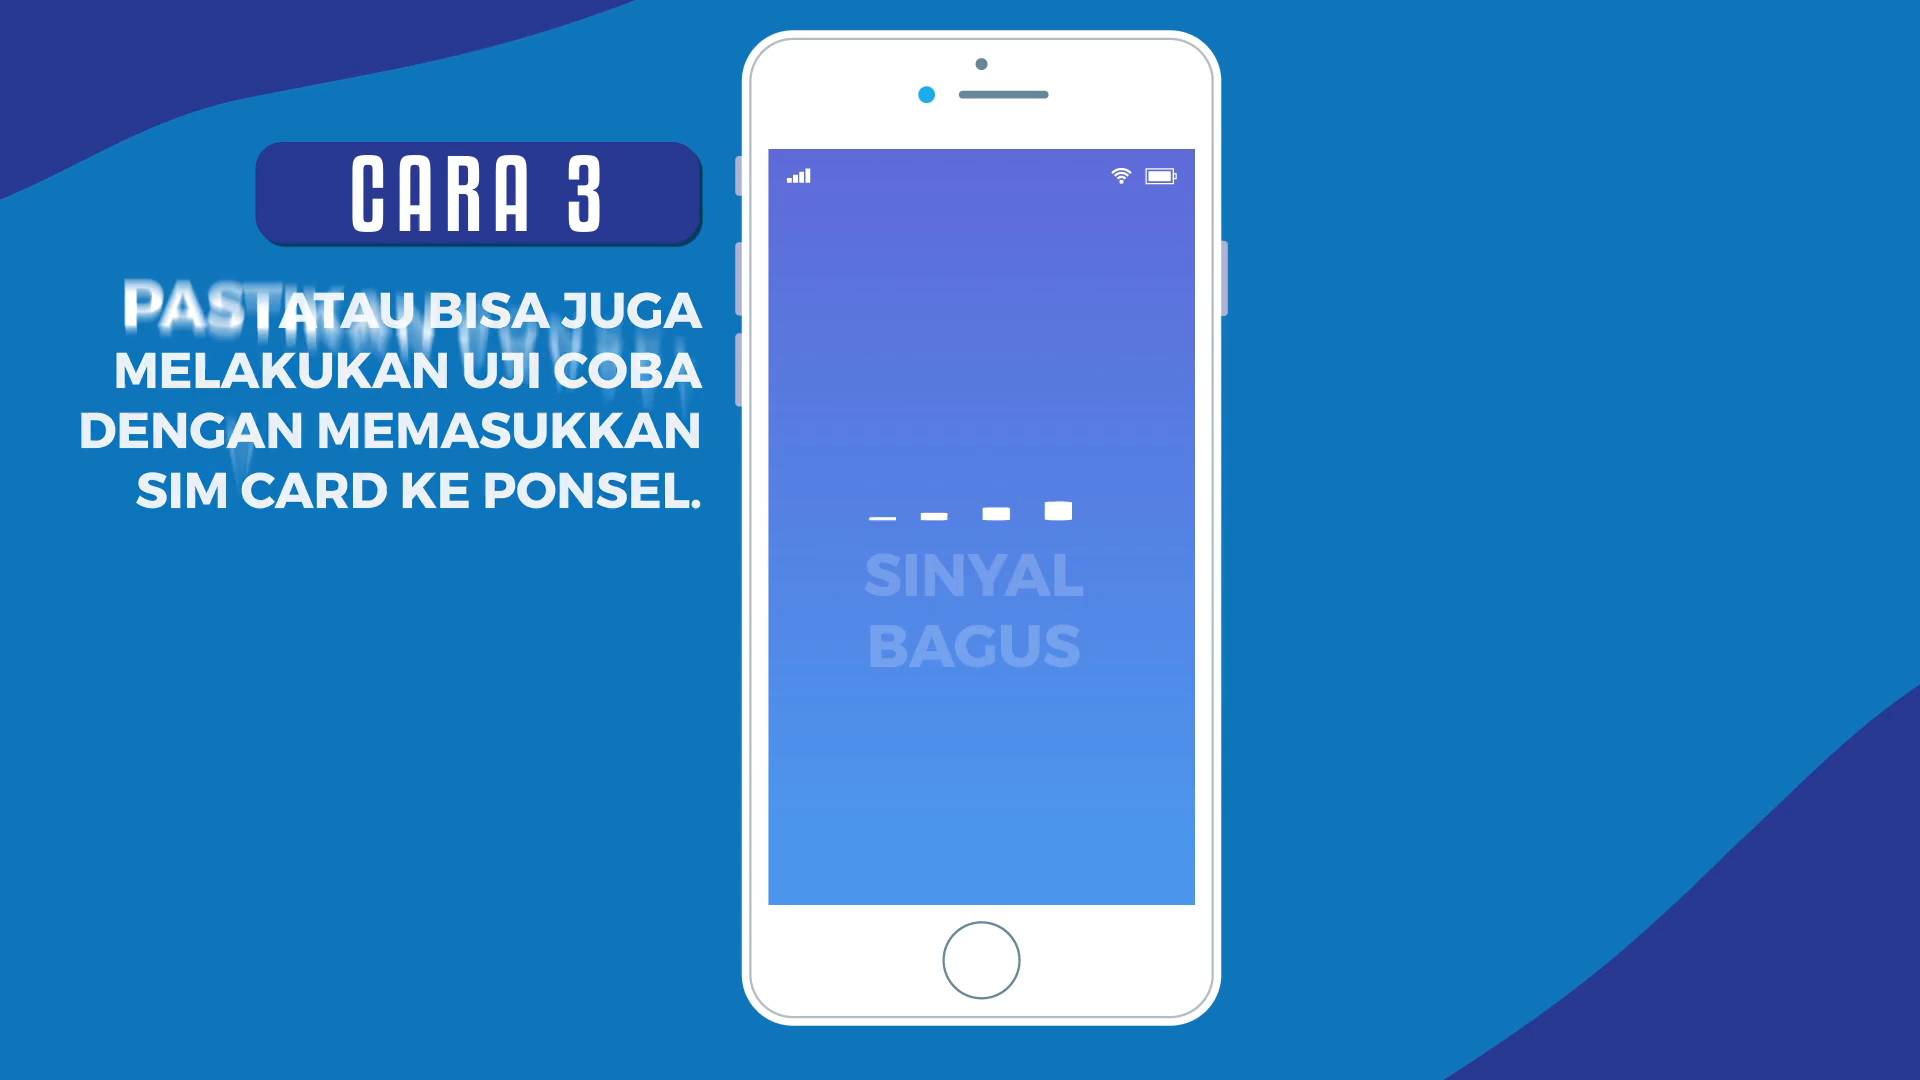 CARA 3
ATAU BISA JUGA
MELAKUKAN UJI COBA
DENGAN MEMASUKKAN
SIM CARD KE PONSEL.
SINYAL
BAGUS